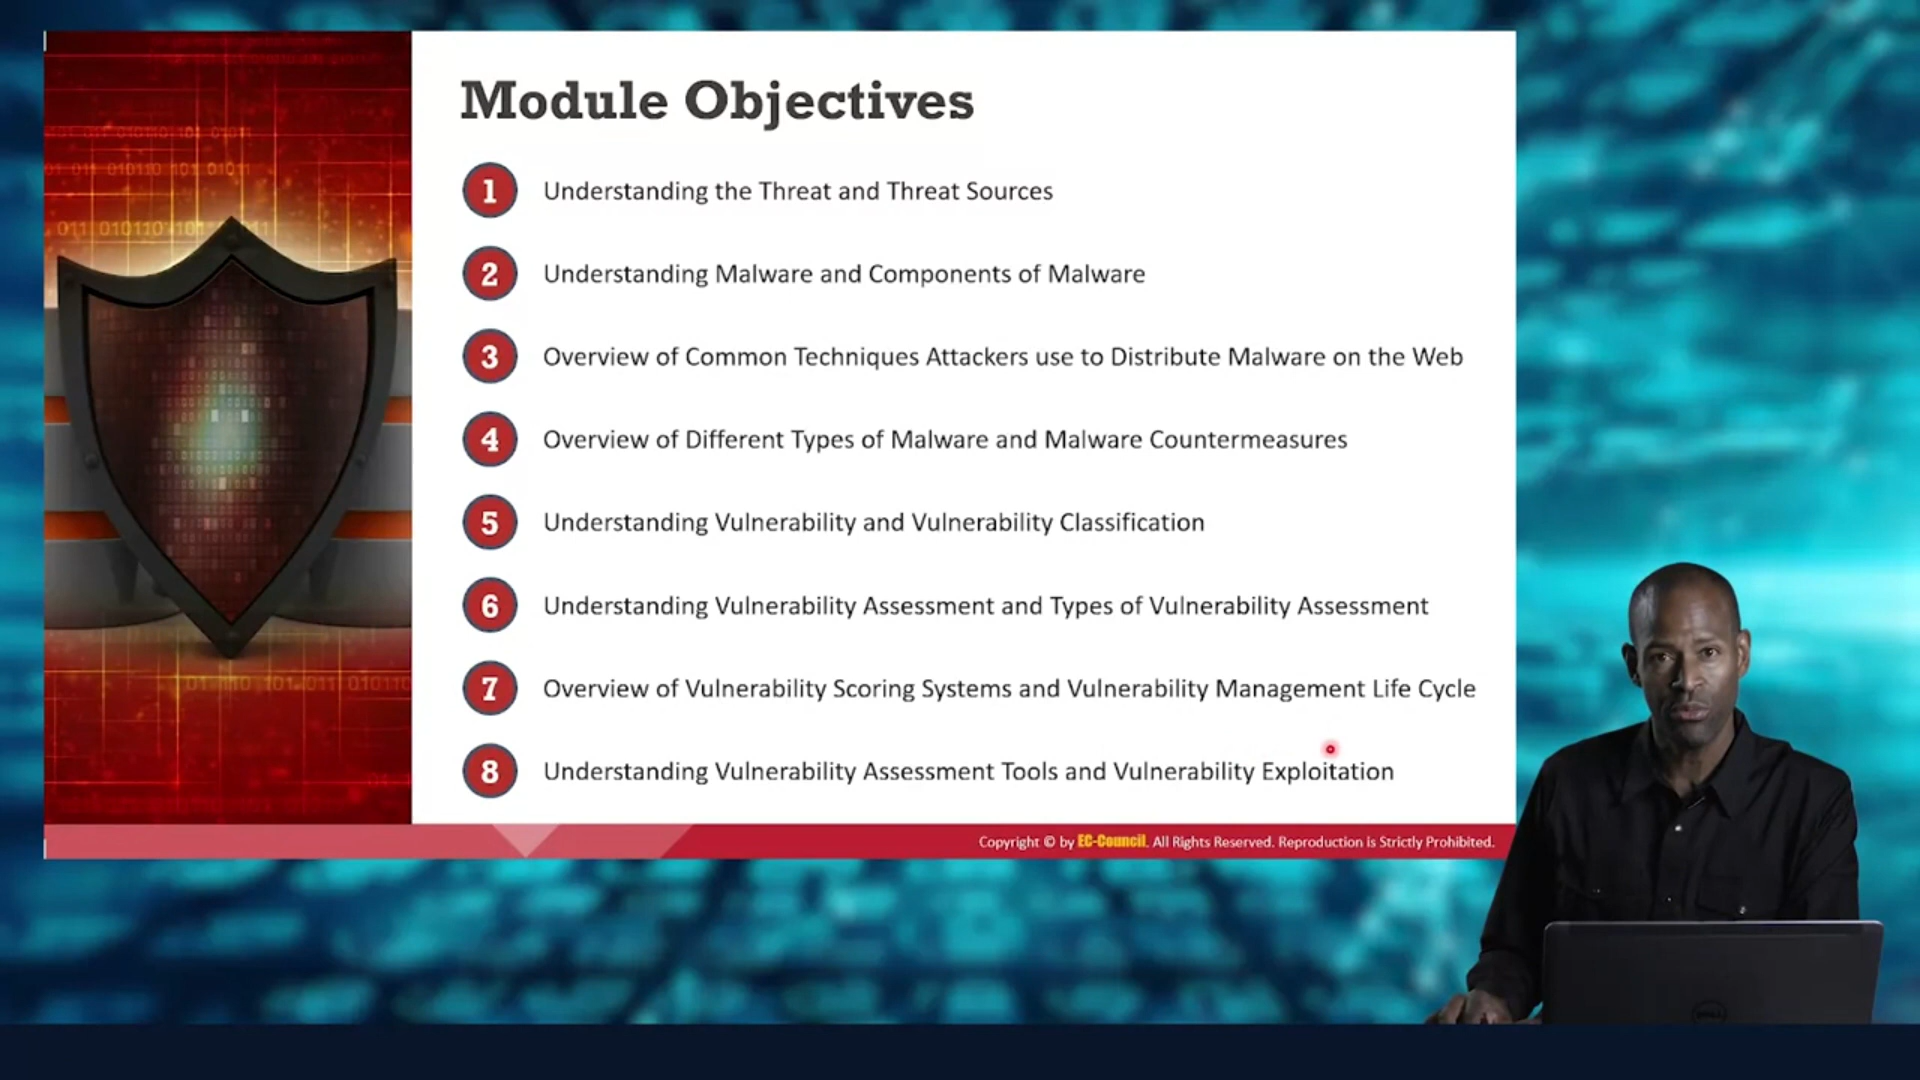 Module Objectives
1 Understanding the Threat and Threat Sources
2 Understanding Malware and Components of Malware
3 Overview of Common Techniques Attackers use to Distribute Malware on the Web
4 Overview of Different Types of Malware and Malware Countermeasures
5 Understanding Vulnerability and Vulnerability Classification
6 Understanding Vulnerability Assessment and Types of Vulnerability Assessment
7 Overview of Vulnerability Scoring Systems and Vulnerability Management Life Cycle
8 Understanding Vulnerability Assessment Tools and Vulnerability Exploitation
Copyright © by EC-Council. All Rights Reserved. Reproduction is Strictly Prohibited.